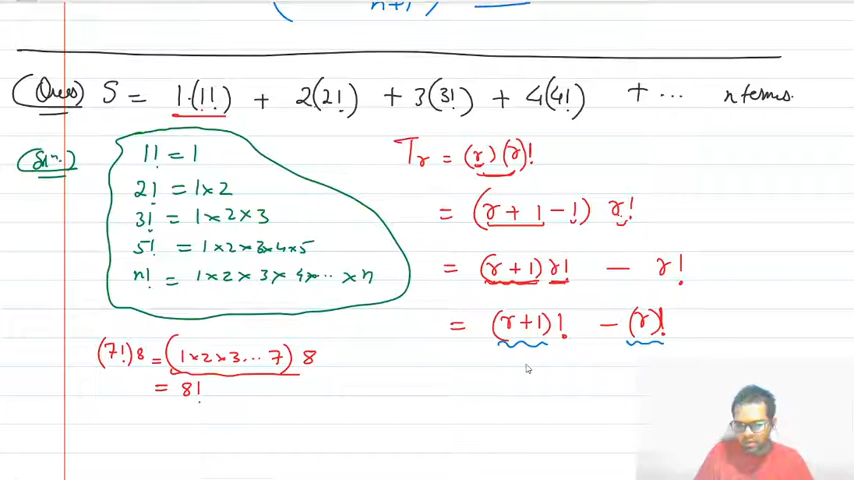 n+1
(Ques) S = 1·(1!) + 2(2!) + 3(3!) + 4(4!) + ... n terms.
(Sln.)
1! = 1
2! = 1×2
3! = 1×2×3
5! = 1×2×3×4×5
n! = 1×2×3×4×...×n
(7!)8 = (1×2×3...7) 8
= 8!
Tr = (r)(r)!
= (r+1-1) r!
= (r+1) r! - r!
= (r+1)! - (r)!